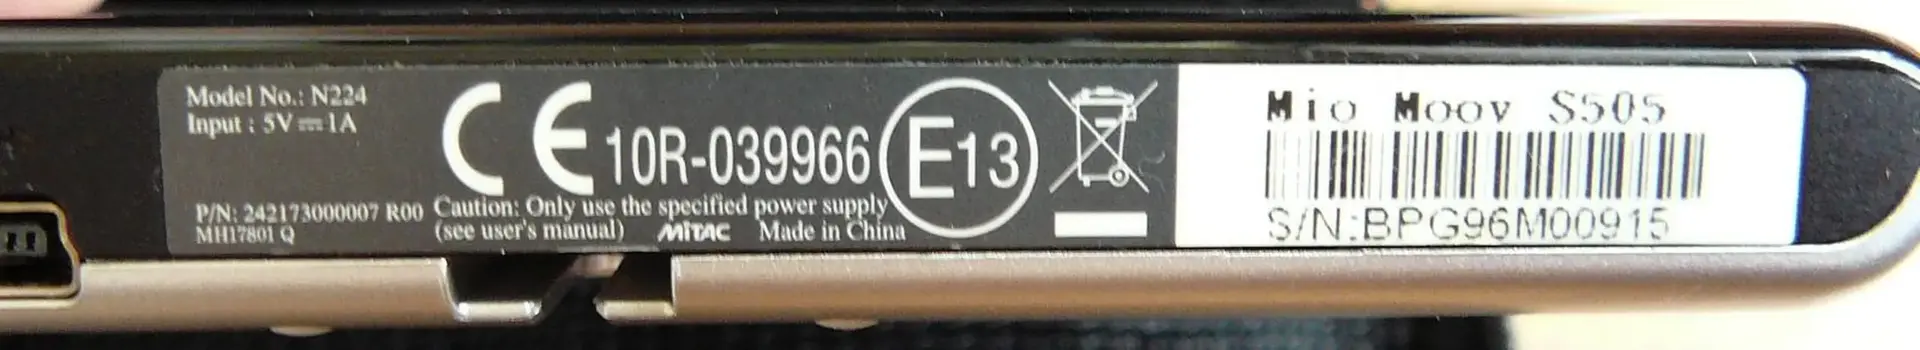 Model No.: N224
Input : 5V⎓1A
CE
10R-039966
E13
P/N: 242173000007 R00
MH17801 Q
Caution: Only use the specified power supply
(see user's manual)
MiTAC
Made in China
Mio Moov S505
S/N:BPG96M00915